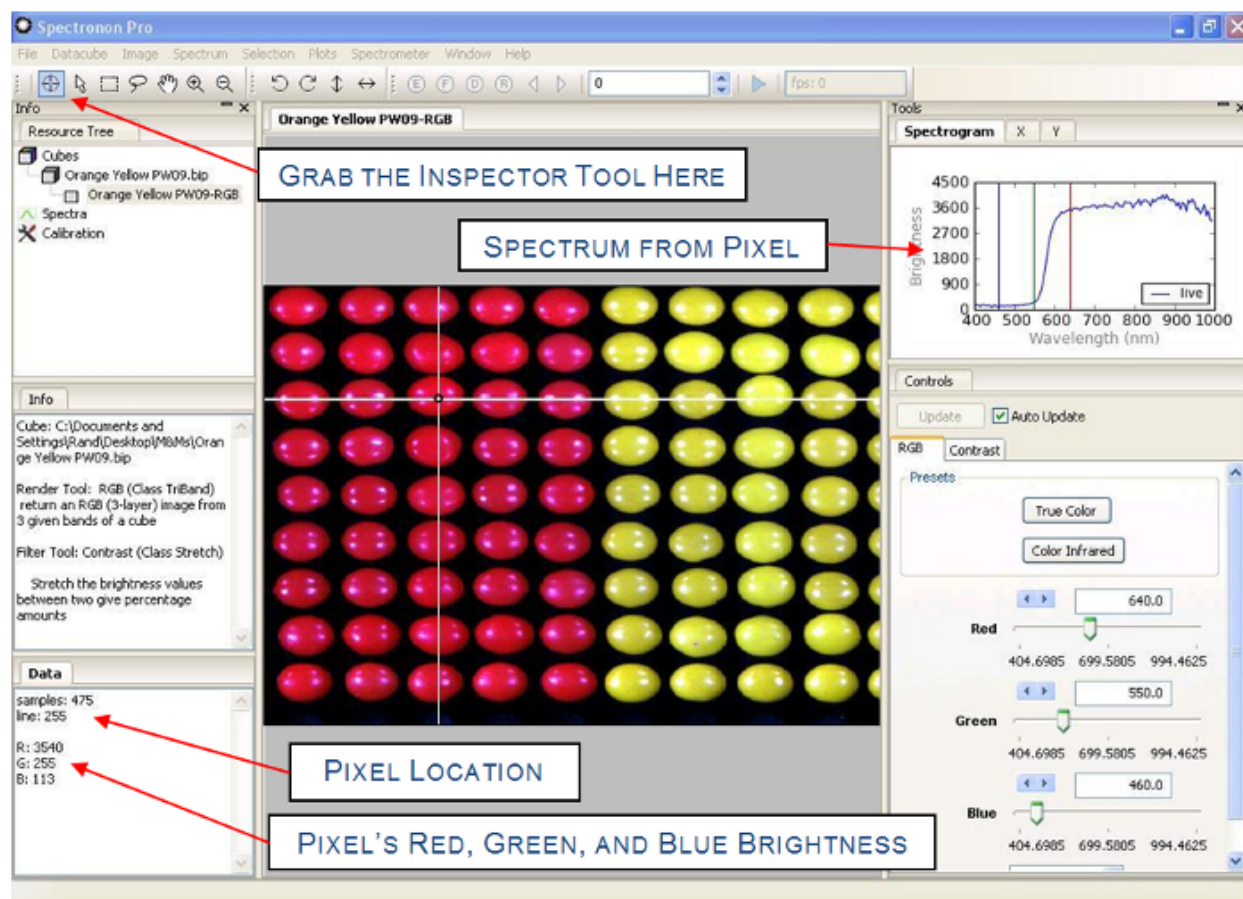 Spectronon Pro
File Datacube Image Spectrum Selection Plots Spectrometer Window Help
E F D R 0 fps: 0
Info
Resource Tree
Cubes
Orange Yellow PW09.bip
Orange Yellow PW09-RGB
Spectra
Calibration
Info
Cube: C:\Documents and
Settings\Rand\Desktop\M&Ms\Oran
ge Yellow PW09.bip
Render Tool: RGB (Class TriBand)
return an RGB (3-layer) image from
3 given bands of a cube
Filter Tool: Contrast (Class Stretch)
Stretch the brightness values
between two give percentage
amounts
Data
samples: 475
line: 255
R: 3540
G: 255
B: 113
Orange Yellow PW09-RGB
GRAB THE INSPECTOR TOOL HERE
SPECTRUM FROM PIXEL
PIXEL LOCATION
PIXEL'S RED, GREEN, AND BLUE BRIGHTNESS
Tools
Spectrogram X Y
4500
3600
2700
1800
900
0
Brightness
live
400 500 600 700 800 900 1000
Wavelength (nm)
Controls
Update Auto Update
RGB Contrast
Presets
True Color
Color Infrared
640.0
Red
404.6985 699.5805 994.4625
550.0
Green
404.6985 699.5805 994.4625
460.0
Blue
404.6985 699.5805 994.4625